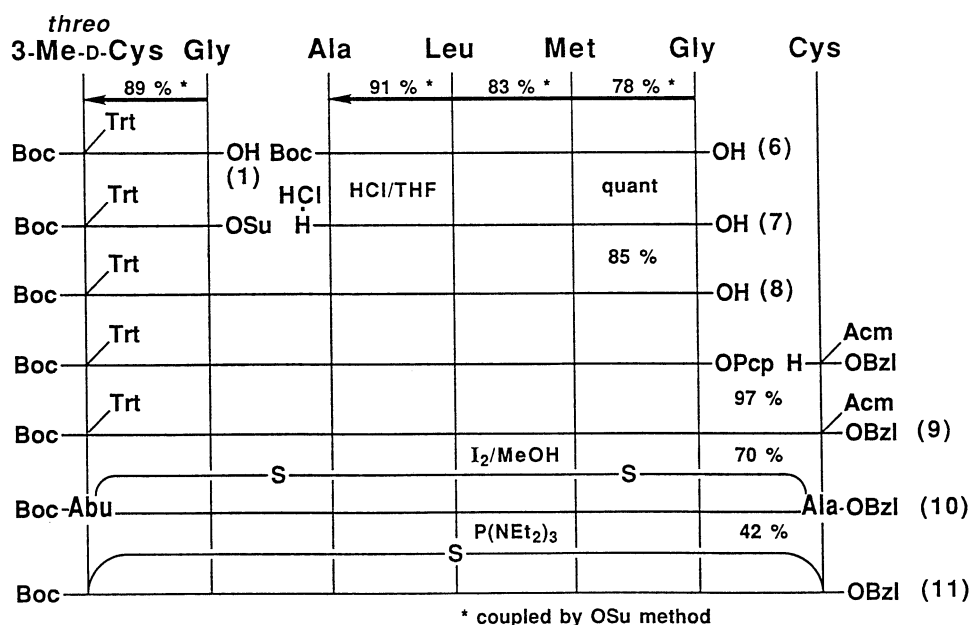 threo
3-Me-D-Cys Gly Ala Leu Met Gly Cys
89 % * 91 % * 83 % * 78 % *
Trt
Boc OH Boc OH (6)
(1)
HCl
Trt HCl/THF quant
Boc OSu H OH (7)
Trt 85 %
Boc OH (8)
Trt Acm
Boc OPcp H OBzl
97 %
Trt Acm
Boc OBzl (9)
I2/MeOH 70 %
S S
Boc-Abu Ala-OBzl (10)
P(NEt2)3 42 %
S
Boc OBzl (11)
* coupled by OSu method